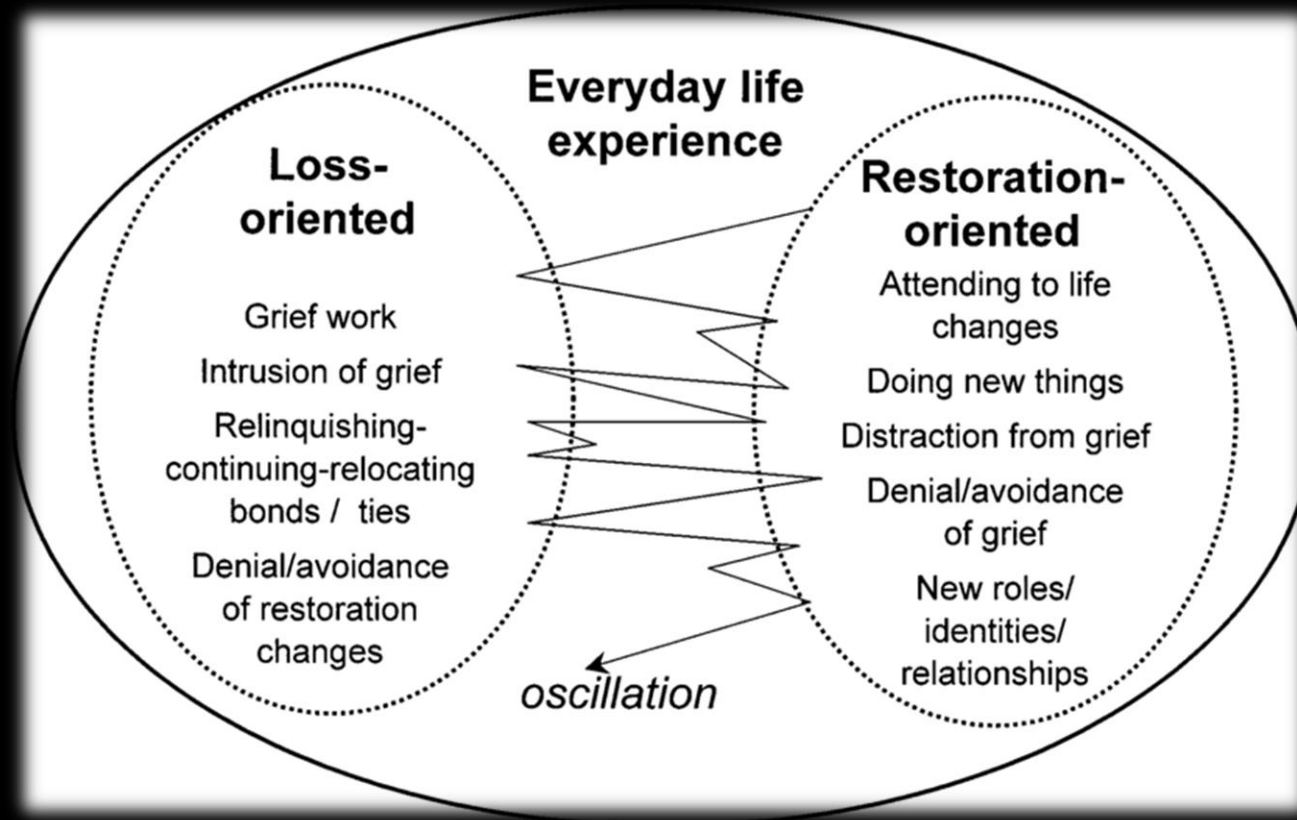 Everyday life
experience
Loss-
oriented
Grief work
Intrusion of grief
Relinquishing-
continuing-relocating
bonds /  ties
Denial/avoidance
of restoration
changes
Restoration-
oriented
Attending to life
changes
Doing new things
Distraction from grief
Denial/avoidance
of grief
New roles/
identities/
relationships
oscillation